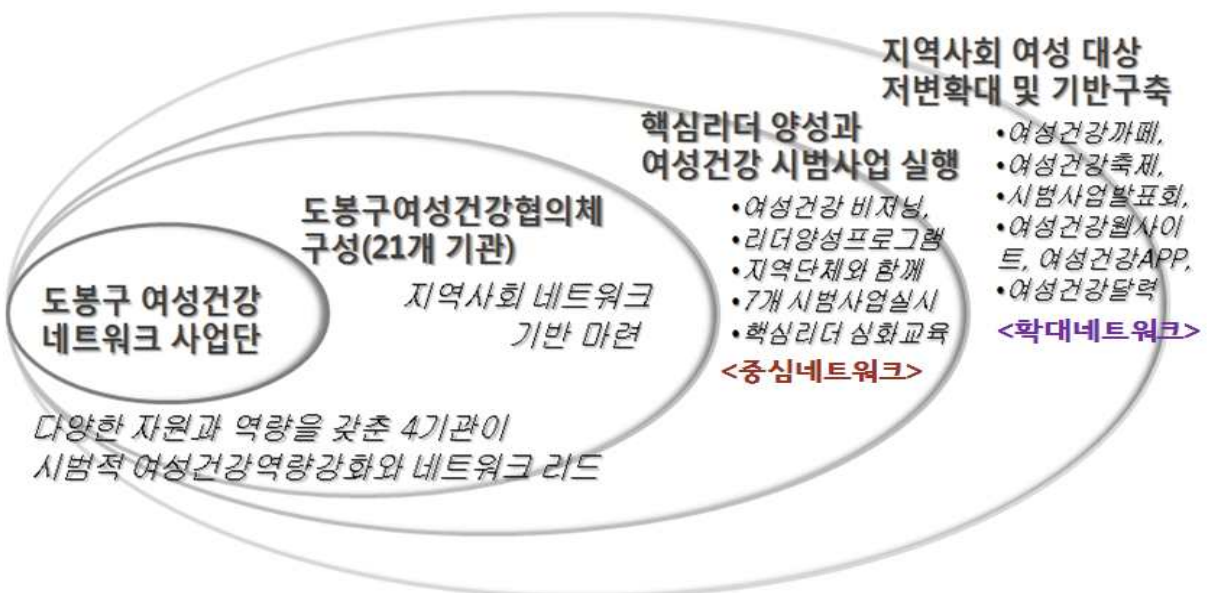 도봉구 여성건강
네트워크 사업단
다양한 자원과 역량을 갖춘 4기관이
시범적 여성건강역량강화와 네트워크 리드
도봉구여성건강협의체
구성(21개 기관)
지역사회 네트워크
기반 마련
핵심리더 양성과
여성건강 시범사업 실행
•여성건강 비저닝,
•리더양성프로그램
•지역단체와 함께
•7개 시범사업실시
•핵심리더 심화교육
<중심네트워크>
지역사회 여성 대상
저변확대 및 기반구축
•여성건강까페,
•여성건강축제,
•시범사업발표회,
•여성건강웹사이
트, 여성건강APP,
•여성건강달력
<확대네트워크>